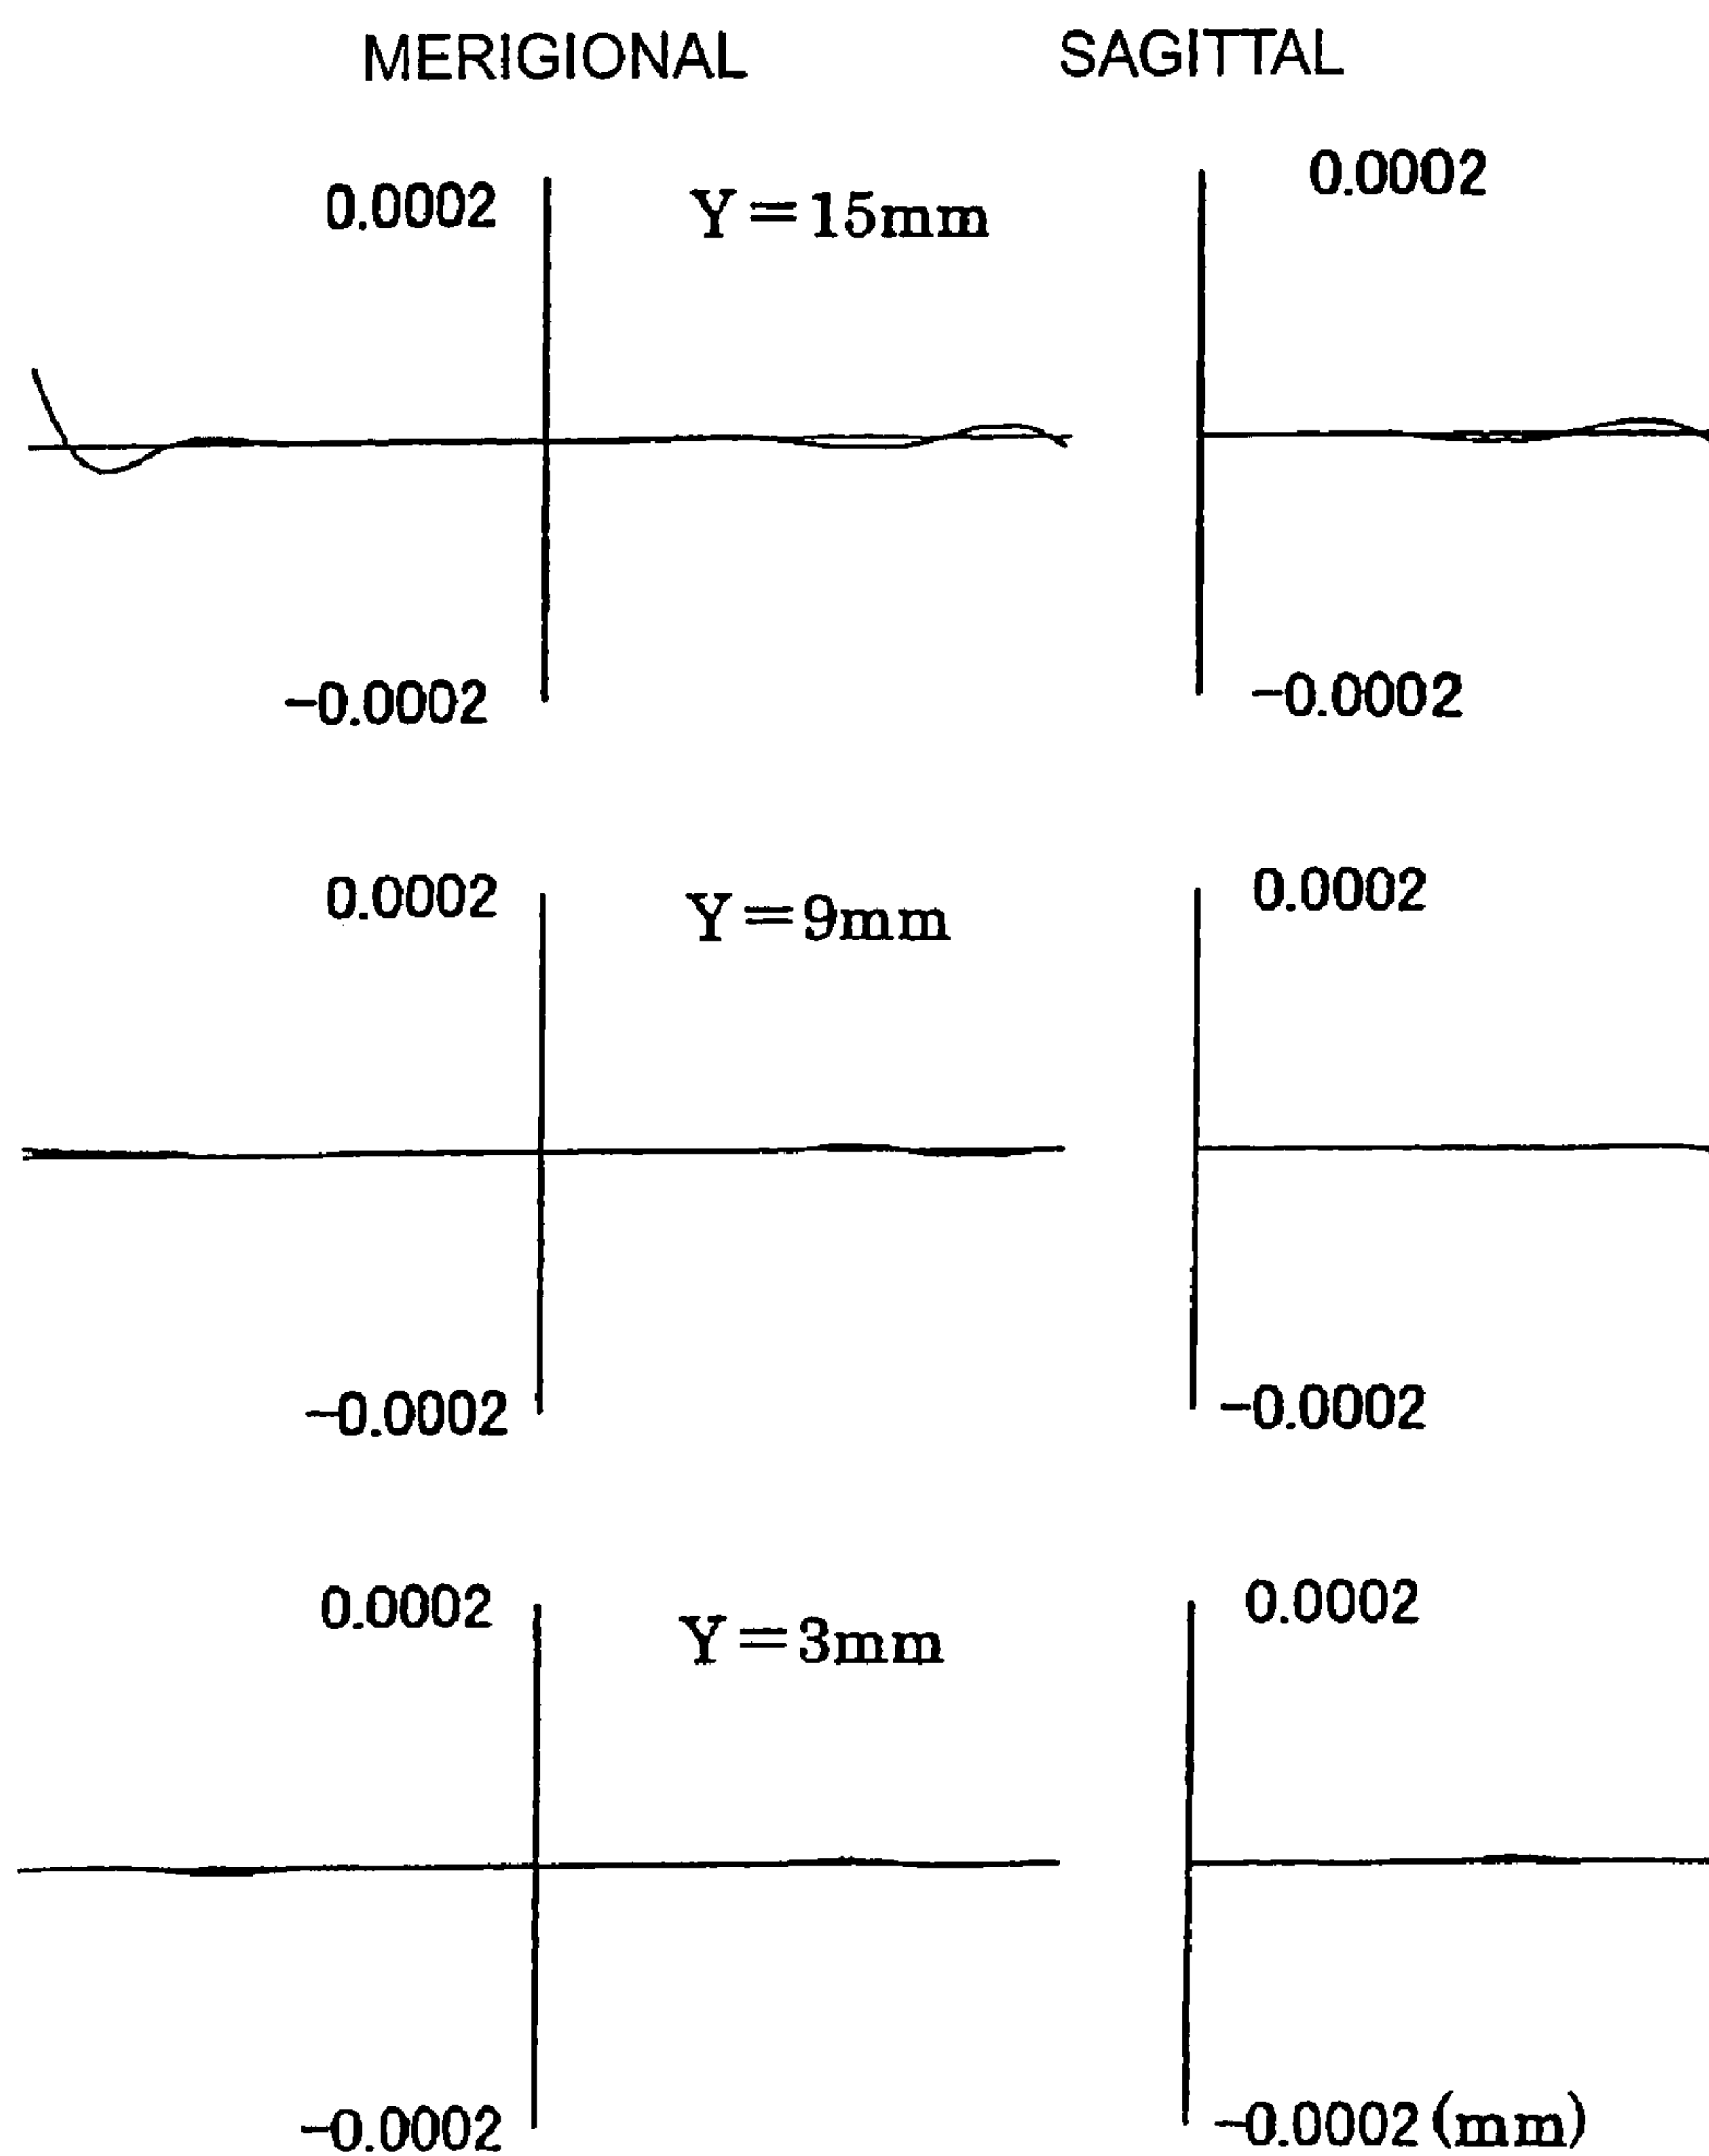 MERIGIONAL SAGITTAL
0.0002 Y=15mm 0.0002
-0.0002 -0.0002
0.0002 Y=9mm 0.0002
-0.0002 -0.0002
0.0002 Y=3mm 0.0002
-0.0002 -0.0002(mm)